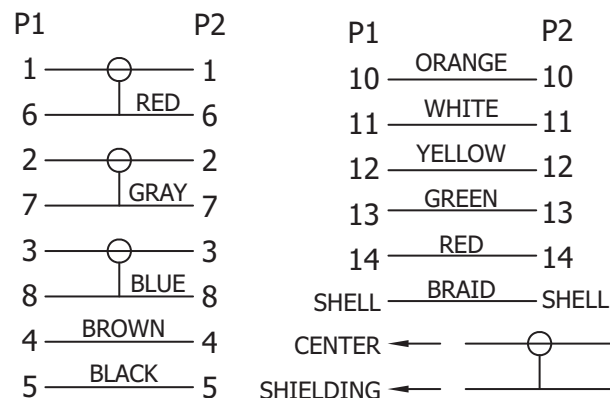 P1 P2
1 1
6 RED 6
2 2
7 GRAY 7
3 3
8 BLUE 8
4 BROWN 4
5 BLACK 5
P1 P2
10 ORANGE 10
11 WHITE 11
12 YELLOW 12
13 GREEN 13
14 RED 14
SHELL BRAID SHELL
CENTER
SHIELDING